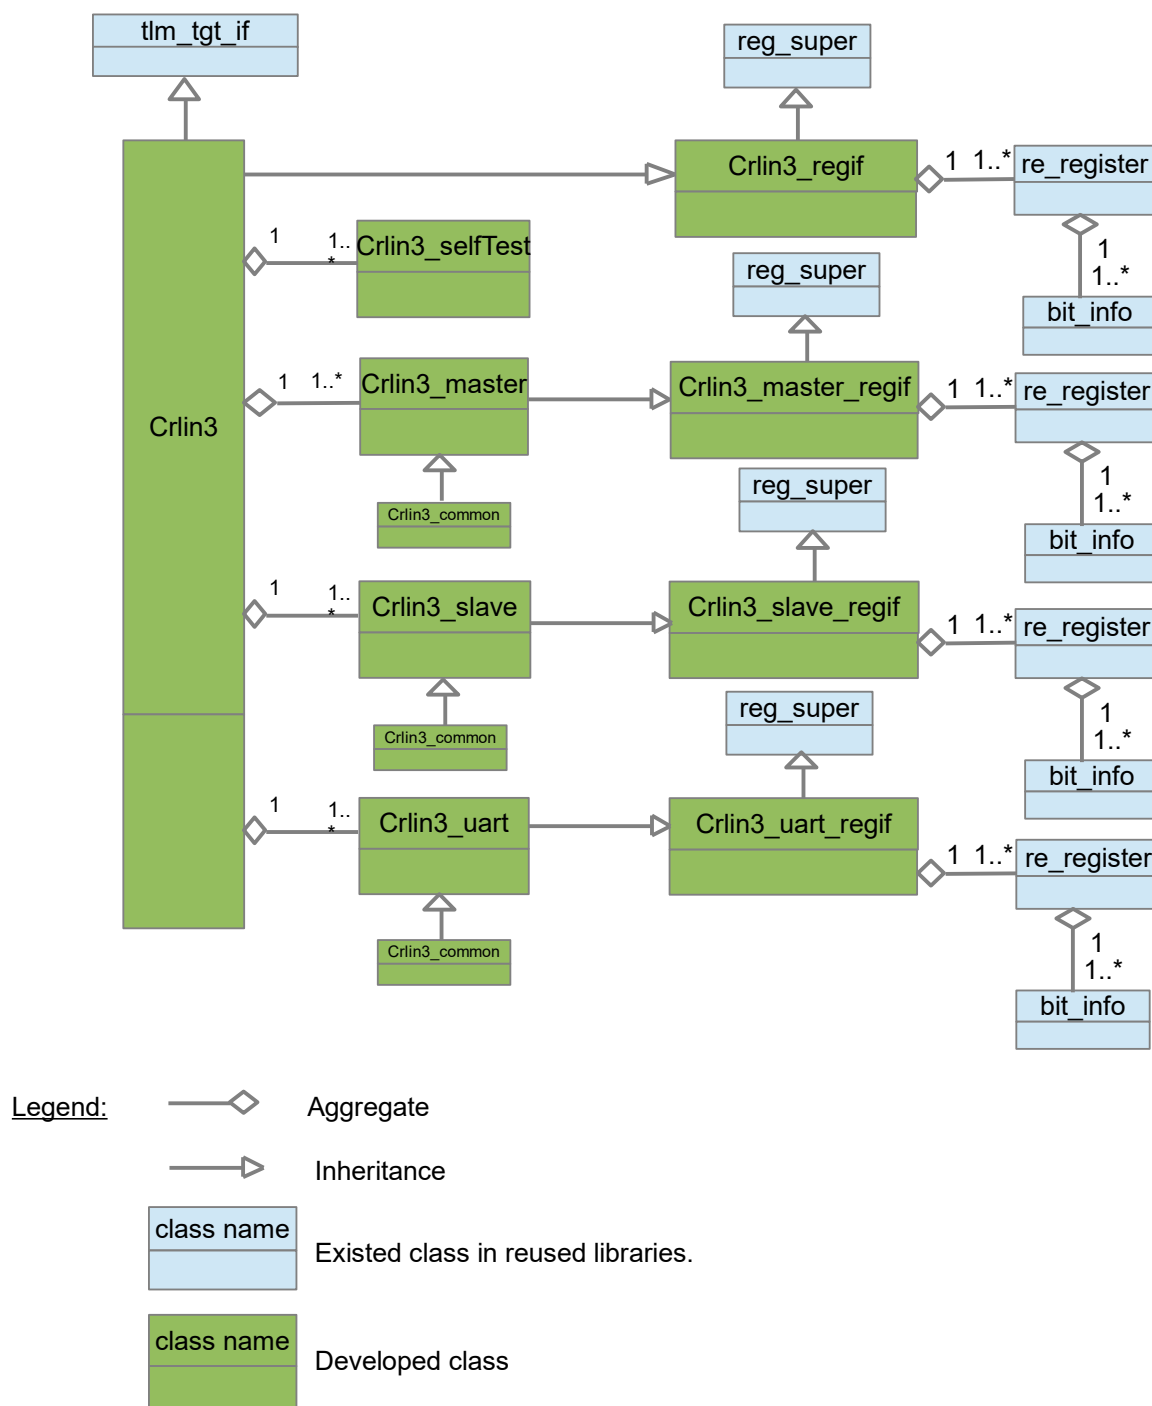 tlm_tgt_if
reg_super
Crlin3_regif
1 1..*
re_register
1
1..*
bit_info
Crlin3
1
1..
*
Crlin3_selfTest
reg_super
1
1..*
Crlin3_master
Crlin3_master_regif
1 1..*
re_register
1
1..*
bit_info
Crlin3_common
reg_super
1
1..
*
Crlin3_slave
Crlin3_slave_regif
1 1..*
re_register
1
1..*
bit_info
Crlin3_common
reg_super
1
1..
*
Crlin3_uart
Crlin3_uart_regif
1 1..*
re_register
1
1..*
bit_info
Crlin3_common
Legend:
Aggregate
Inheritance
class name
Existed class in reused libraries.
class name
Developed class